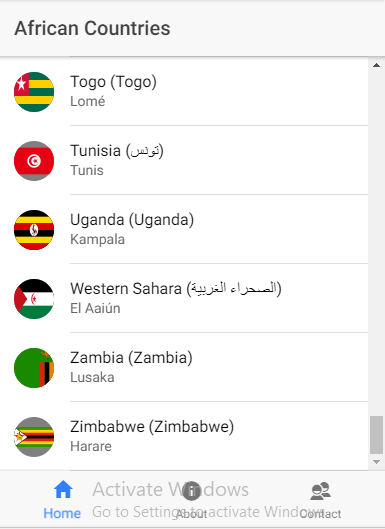 African Countries
Togo (Togo)
Lomé
Tunisia (تونس)
Tunis
Uganda (Uganda)
Kampala
Western Sahara (الصحراء الغربية)
El Aaiún
Zambia (Zambia)
Lusaka
Zimbabwe (Zimbabwe)
Harare
Activate Windows
Go to Settings to activate Windows.
Home About Contact